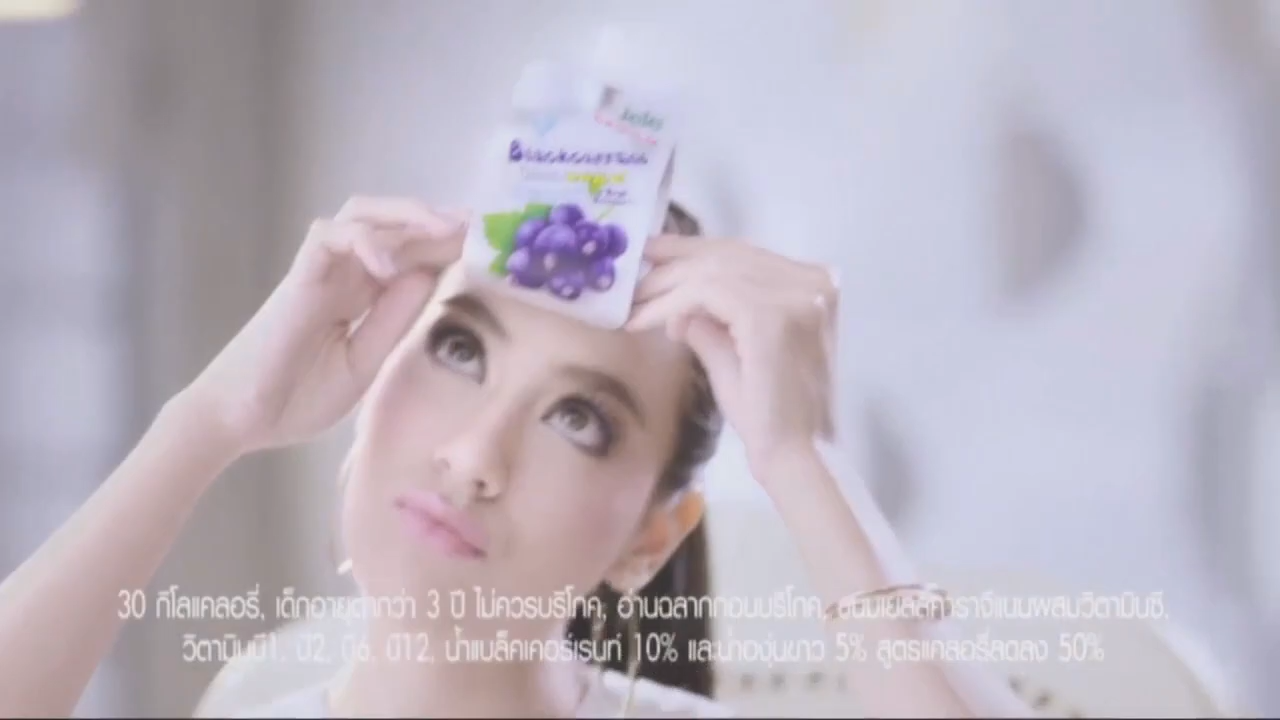 Blackcurrant
30 กิโลแคลอรี่, เด็กอายุต่ำกว่า 3 ปี ไม่ควรบริโภค, อ่านฉลากก่อนบริโภค, ขนมเยลลี่คาราจีแนนผสมวิตามินซี,
วิตามินบี1, บี2, บี6, บี12, น้ำแบล็คเคอร์เรนท์ 10% และน้ำองุ่นขาว 5% สูตรแคลอรี่ลดลง 50%